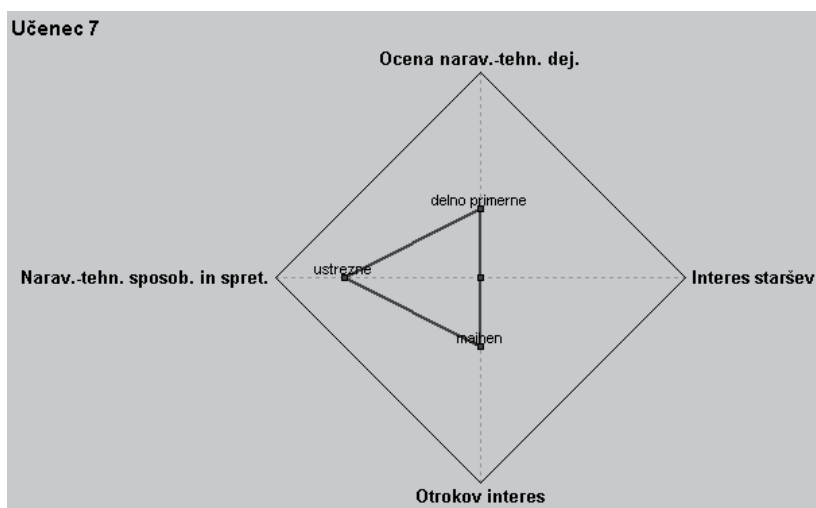 Učenec 7
Ocena narav.-tehn. dej.
delno primerne
Narav.-tehn. sposob. in spret.
ustrezne
Interes staršev
majhen
Otrokov interes